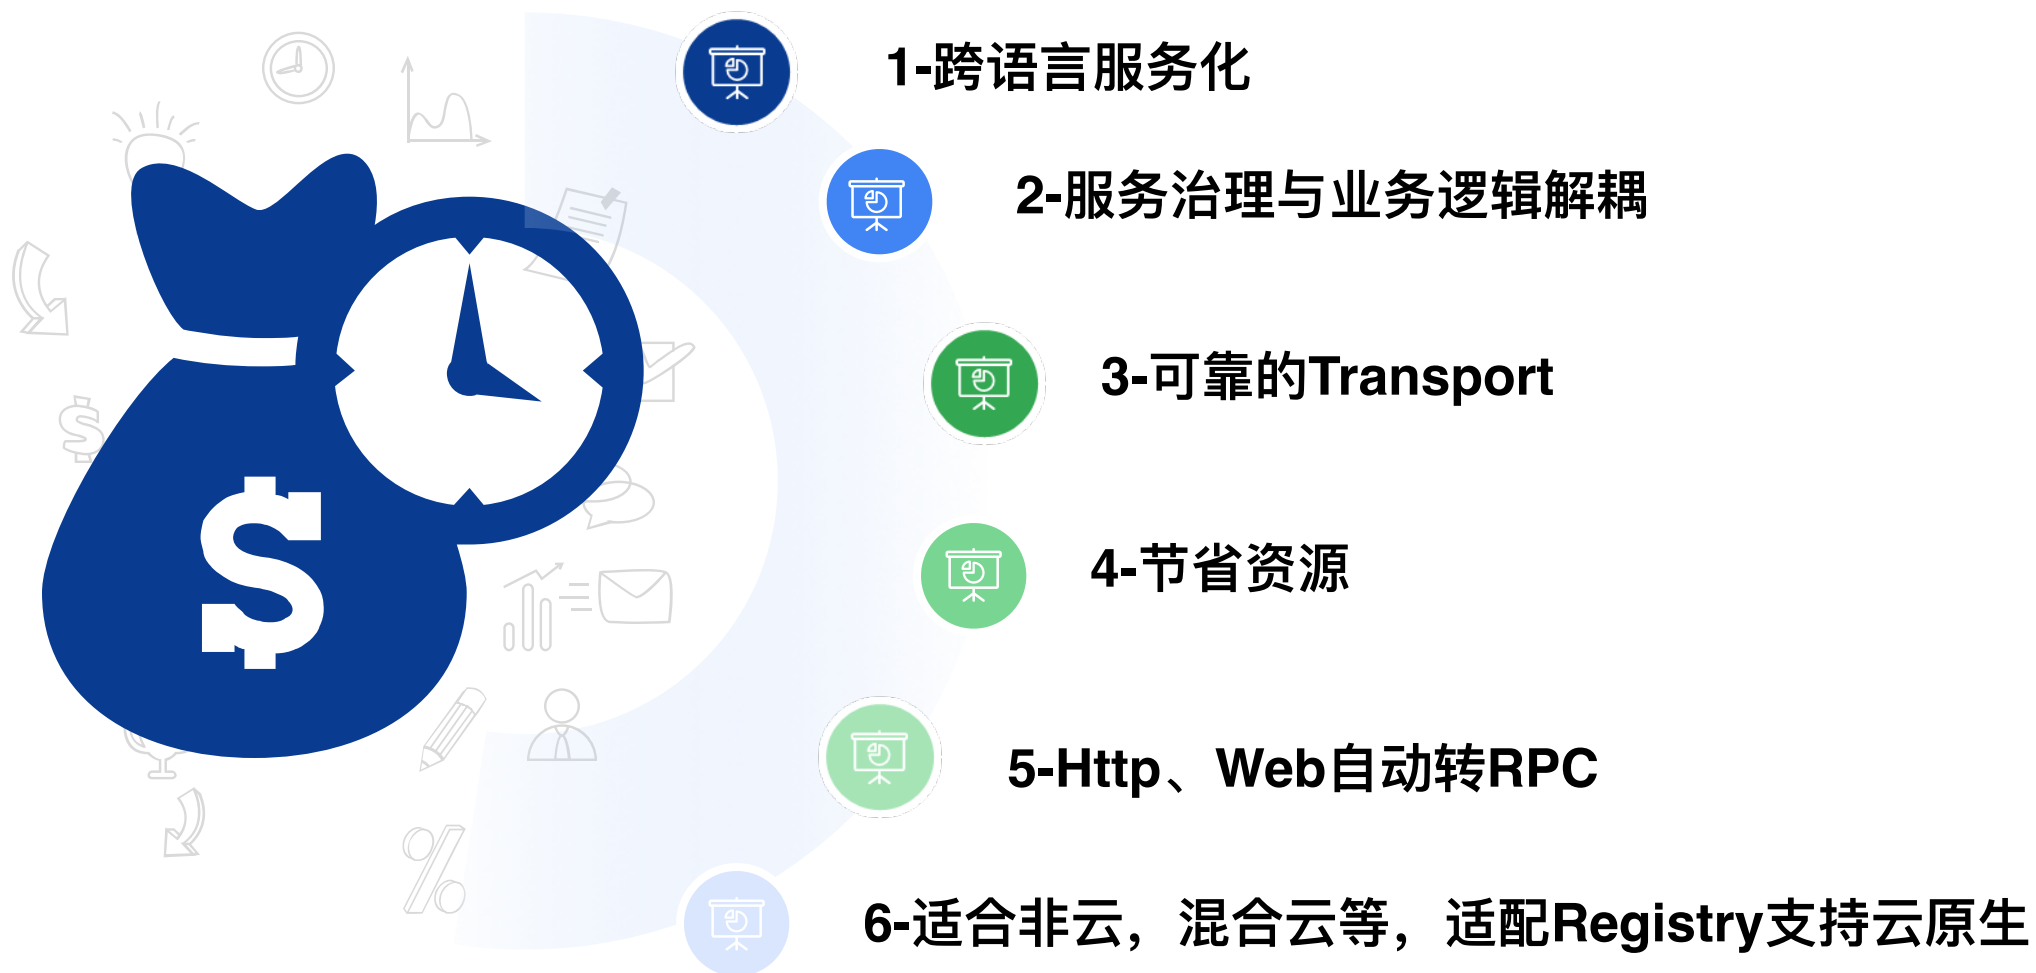 1-跨语言服务化
2-服务治理与业务逻辑解耦
3-可靠的Transport
4-节省资源
5-Http、Web自动转RPC
6-适合非云，混合云等，适配Registry支持云原生
$
$
%